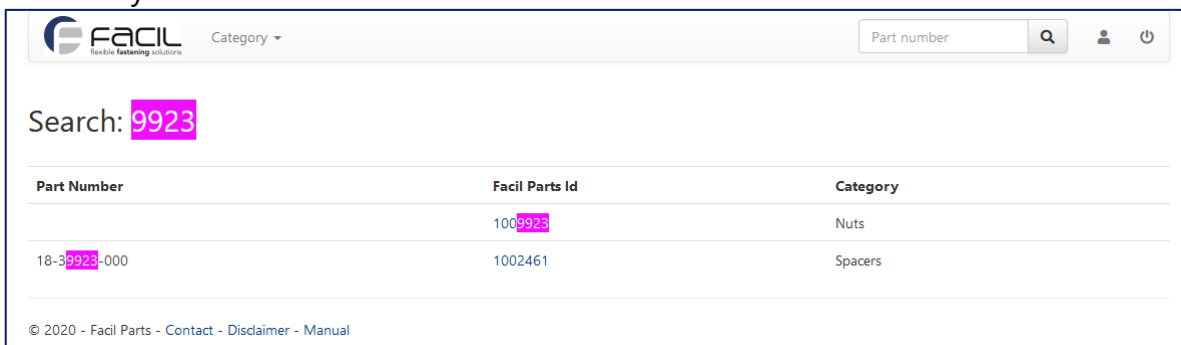 FACIL
flexible fastening solutions
Category
Part number
Search: 9923
Part Number Facil Parts Id Category
1009923 Nuts
18-39923-000 1002461 Spacers
© 2020 - Facil Parts - Contact - Disclaimer - Manual